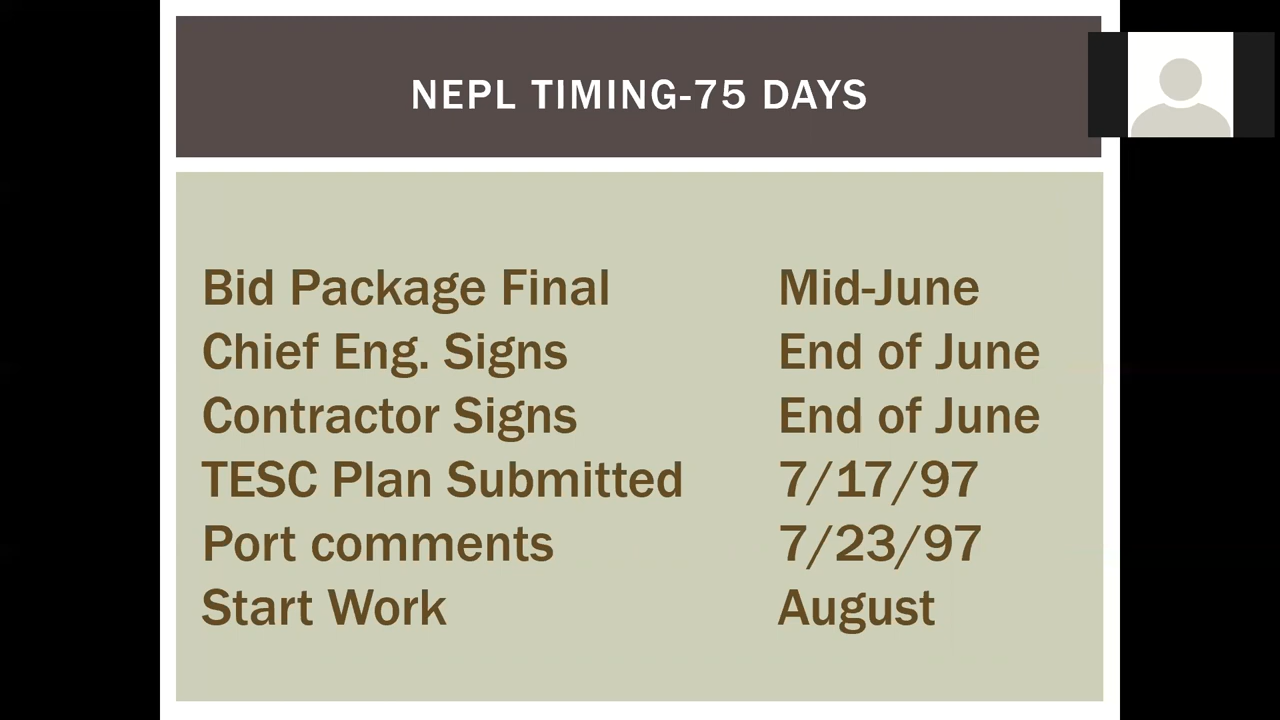 NEPL TIMING-75 DAYS
Bid Package Final Mid-June
Chief Eng. Signs End of June
Contractor Signs End of June
TESC Plan Submitted 7/17/97
Port comments 7/23/97
Start Work August